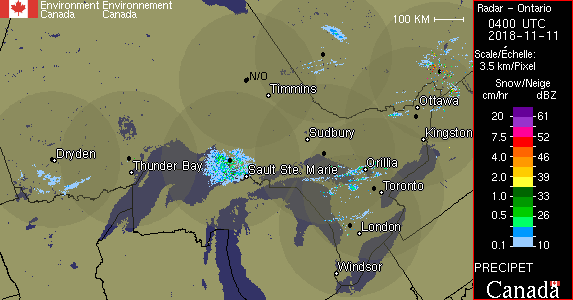 Environment Environnement
Canada Canada
100 KM
N/O
Timmins
Ottawa
Sudbury
Kingston
Dryden
Thunder Bay
Sault Ste. Marie
Orillia
Toronto
London
Windsor
Radar - Ontario
0400 UTC
2018-11-11
Scale/Échelle:
3.5 km/Pixel
Snow/Neige
cm/hr dBZ
20 61
7.5 52
4.0 46
2.0 39
1.0 33
0.5 26
0.1 10
PRECIPET
Canada